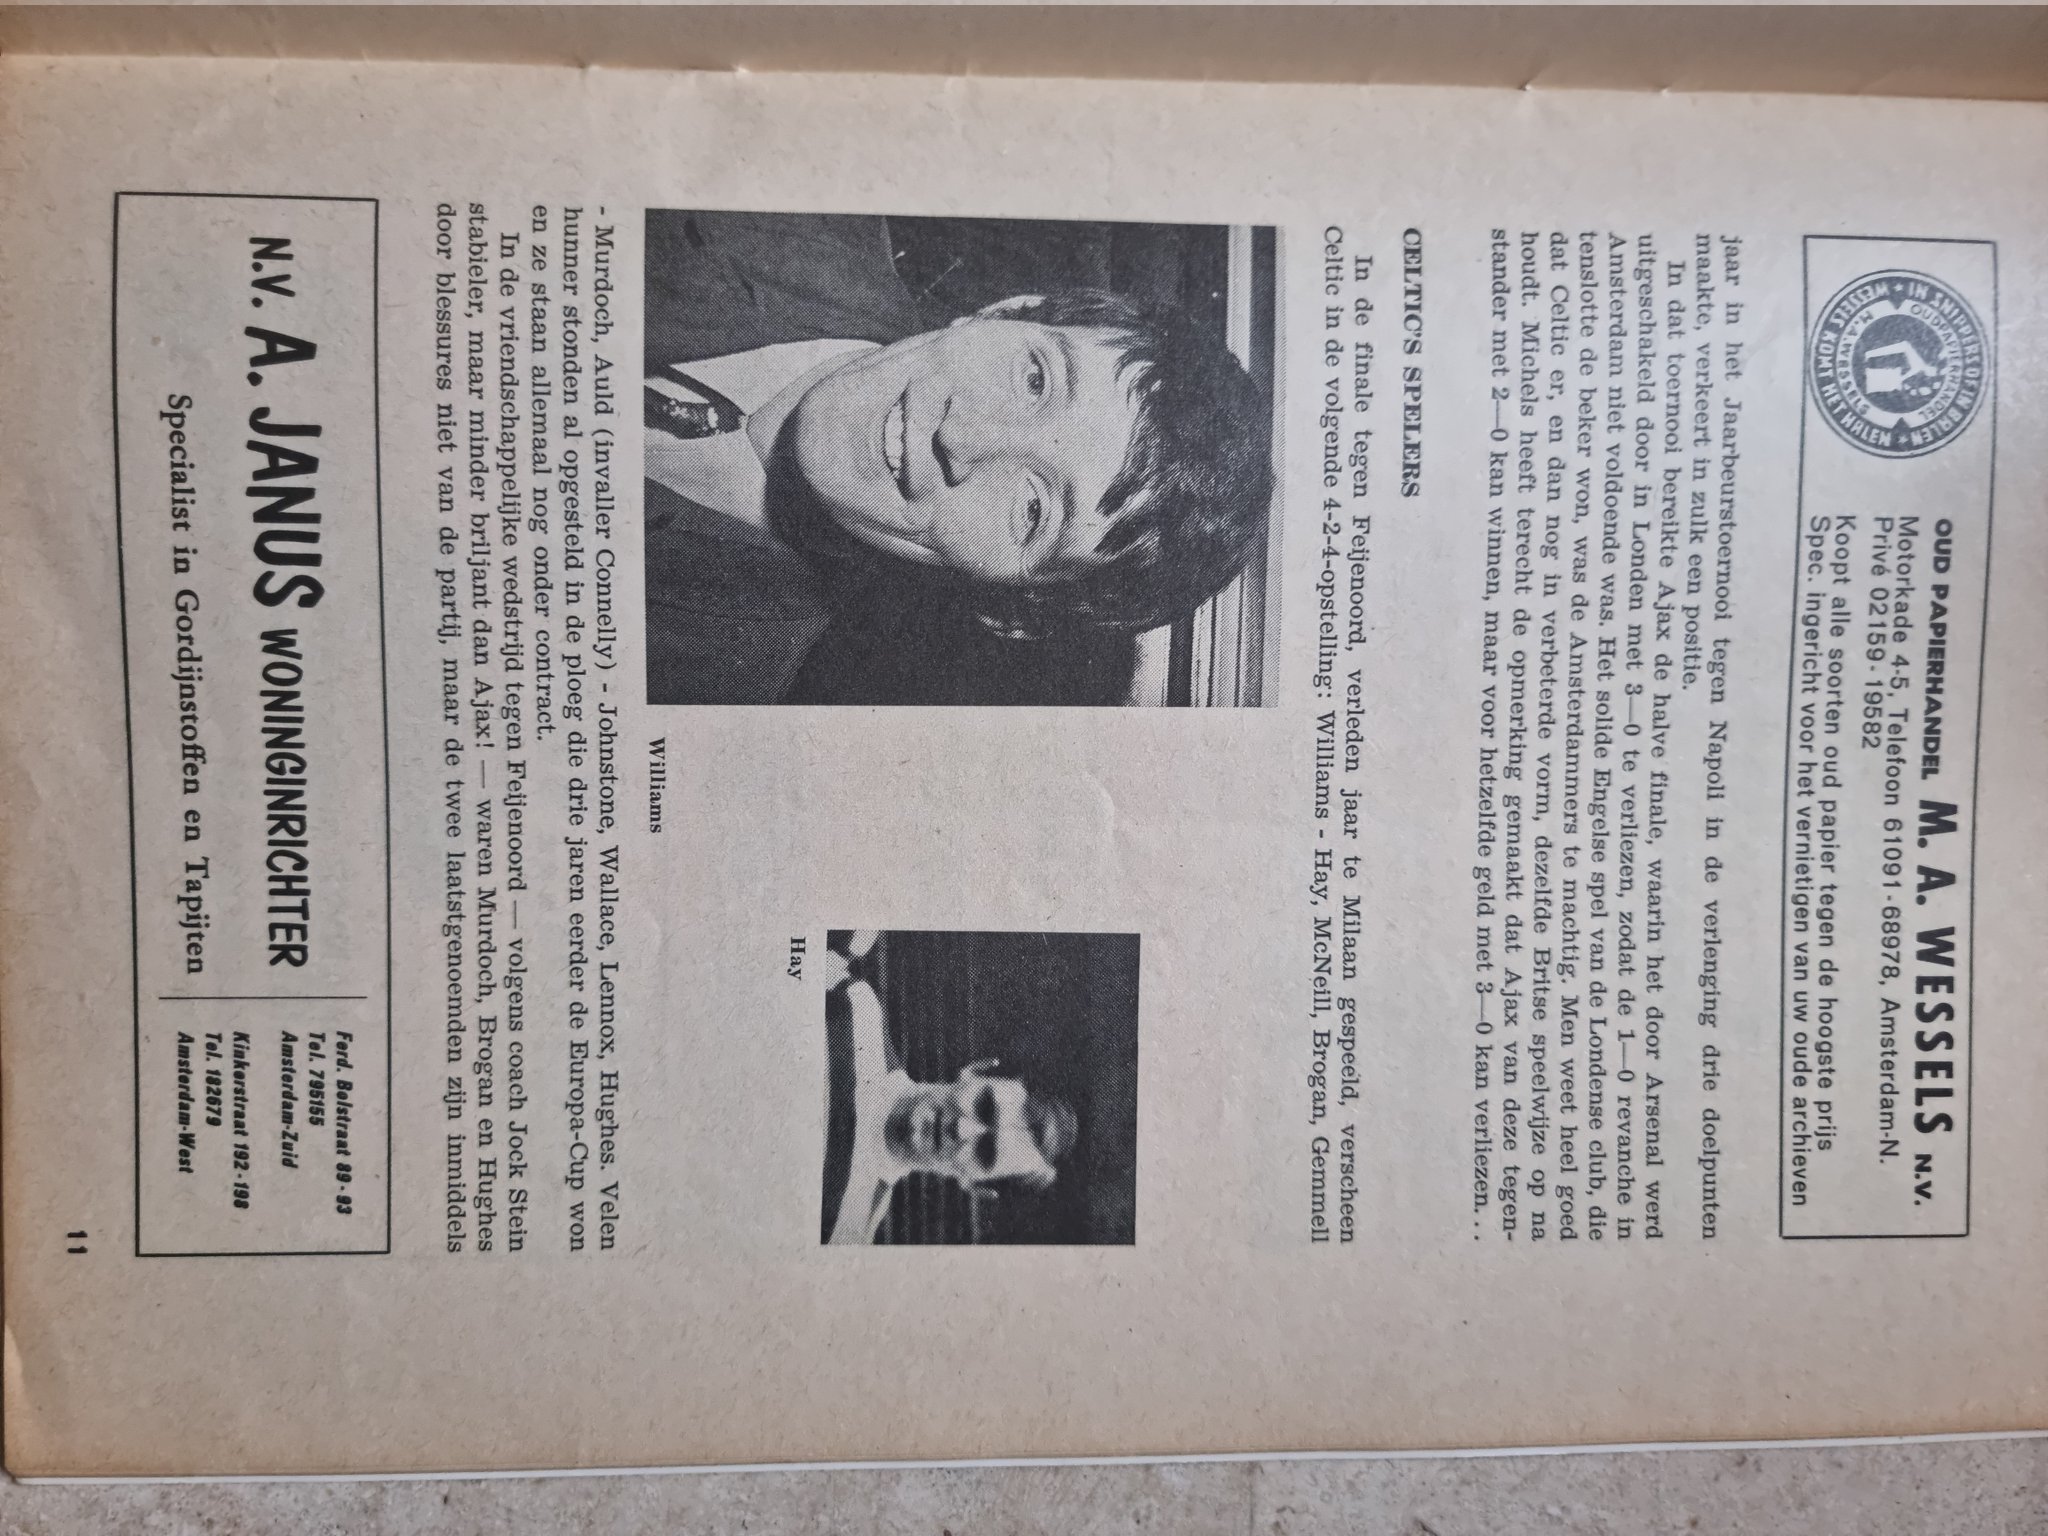 IN SNIPPERS OF IN BALEN
WESSELS KOMT HET HALEN
OUDPAPIERHANDEL
M.A. WESSELS
OUD PAPIERHANDEL M. A. WESSELS N.V.
Motorkade 4-5, Telefoon 61091-68978, Amsterdam-N.
Privé 02159-19582
Koopt alle soorten oud papier tegen de hoogste prijs
Spec. ingericht voor het vernietigen van uw oude archieven
jaar in het Jaarbeurstoernooi tegen Napoli in de verlenging drie doelpunten
maakte, verkeert in zulk een positie.
In dat toernooi bereikte Ajax de halve finale, waarin het door Arsenal werd
uitgeschakeld door in Londen met 3—0 te verliezen, zodat de 1—0 revanche in
Amsterdam niet voldoende was. Het solide Engelse spel van de Londense club, die
tenslotte de beker won, was de Amsterdammers te machtig. Men weet heel goed
dat Celtic er, en dan nog in verbeterde vorm, dezelfde Britse speelwijze op na
houdt. Michels heeft terecht de opmerking gemaakt dat Ajax van deze tegen-
stander met 2—0 kan winnen, maar voor hetzelfde geld met 3—0 kan verliezen...
CELTIC'S SPELERS
In de finale tegen Feijenoord, verleden jaar te Milaan gespeeld, verscheen
Celtic in de volgende 4-2-4-opstelling: Williams - Hay, McNeill, Brogan, Gemmell
Hay
Williams
- Murdoch, Auld (invaller Connelly) - Johnstone, Wallace, Lennox, Hughes. Velen
hunner stonden al opgesteld in de ploeg die drie jaren eerder de Europa-Cup won
en ze staan allemaal nog onder contract.
In de vriendschappelijke wedstrijd tegen Feijenoord — volgens coach Jock Stein
stabieler, maar minder briljant dan Ajax! — waren Murdoch, Brogan en Hughes
door blessures niet van de partij, maar de twee laatstgenoemden zijn inmiddels
N.V. A. JANUS WONINGINRICHTER
Specialist in Gordijnstoffen en Tapijten
Ferd. Bolstraat 89-93
Tel. 795155
Amsterdam-Zuid
Kinkerstraat 192-198
Tel. 182679
Amsterdam-West
11